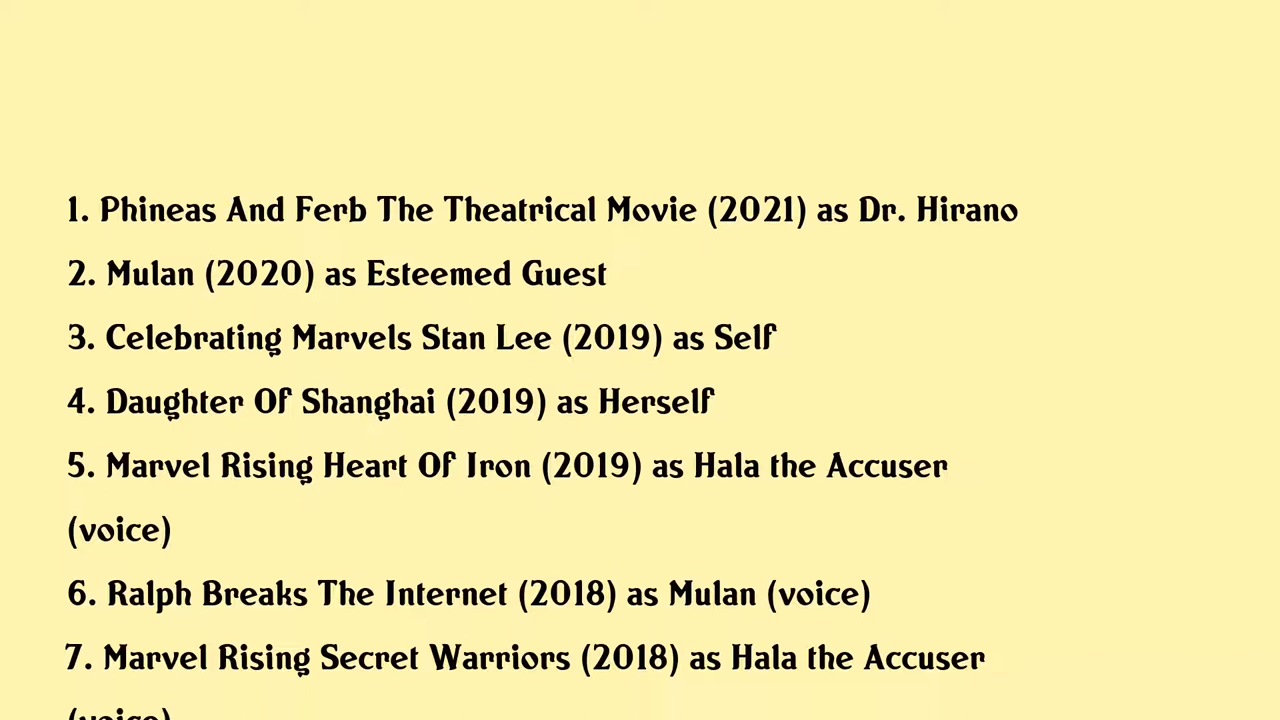 1. Phineas And Ferb The Theatrical Movie (2021) as Dr. Hirano
2. Mulan (2020) as Esteemed Guest
3. Celebrating Marvels Stan Lee (2019) as Self
4. Daughter Of Shanghai (2019) as Herself
5. Marvel Rising Heart Of Iron (2019) as Hala the Accuser
(voice)
6. Ralph Breaks The Internet (2018) as Mulan (voice)
7. Marvel Rising Secret Warriors (2018) as Hala the Accuser
(voice)